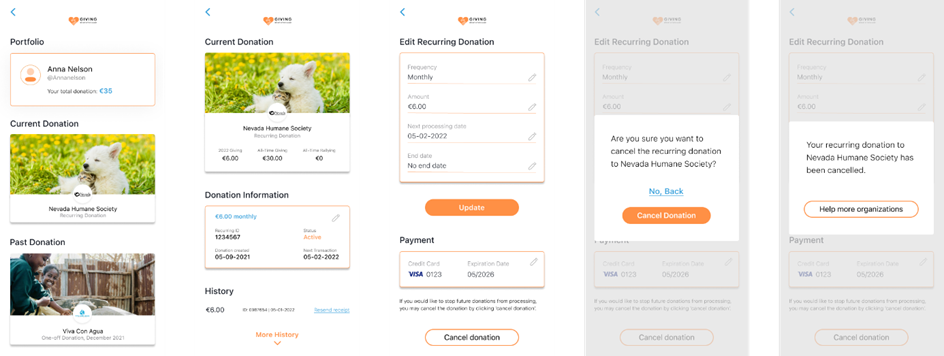 GIVING
Portfolio
Anna Nelson
@Annanelson
Your total donation: €35
Current Donation
Nevada Humane Society
Recurring Donation
Past Donation
Viva Con Agua
One-off Donation, December 2021
GIVING
Current Donation
Nevada Humane Society
Recurring Donation
2022 Giving All-Time Giving All-Time Rallying
€6.00 €30.00 €0
Donation Information
€6.00 monthly
Recurring ID Status
1234567 Active
Donation created Next Transaction
05-09-2021 05-02-2022
History
€6.00 05-01-2022 Resend receipt
More History
GIVING
Edit Recurring Donation
Frequency
Monthly
Amount
€6.00
Next processing date
05-02-2022
End date
No end date
Update
Payment
Credit Card Expiration Date
VISA 0123 05/2026
If you would like to stop future donations from processing,
you may cancel the donation by clicking 'cancel donation'.
Cancel donation
GIVING
Edit Recurring Donation
Frequency
Monthly
Amount
Are you sure you want to
cancel the recurring donation
to Nevada Humane Society?
No, Back
Cancel Donation
Payment
Credit Card Expiration Date
VISA 0123 05/2026
If you would like to stop future donations from processing,
you may cancel the donation by clicking 'cancel donation'.
Cancel donation
GIVING
Edit Recurring Donation
Frequency
Monthly
Amount
€6.00
Your recurring donation to
Nevada Humane Society has
been cancelled.
Help more organizations
Payment
Credit Card Expiration Date
VISA 0123 05/2026
If you would like to stop future donations from processing,
you may cancel the donation by clicking 'cancel donation'.
Cancel donation